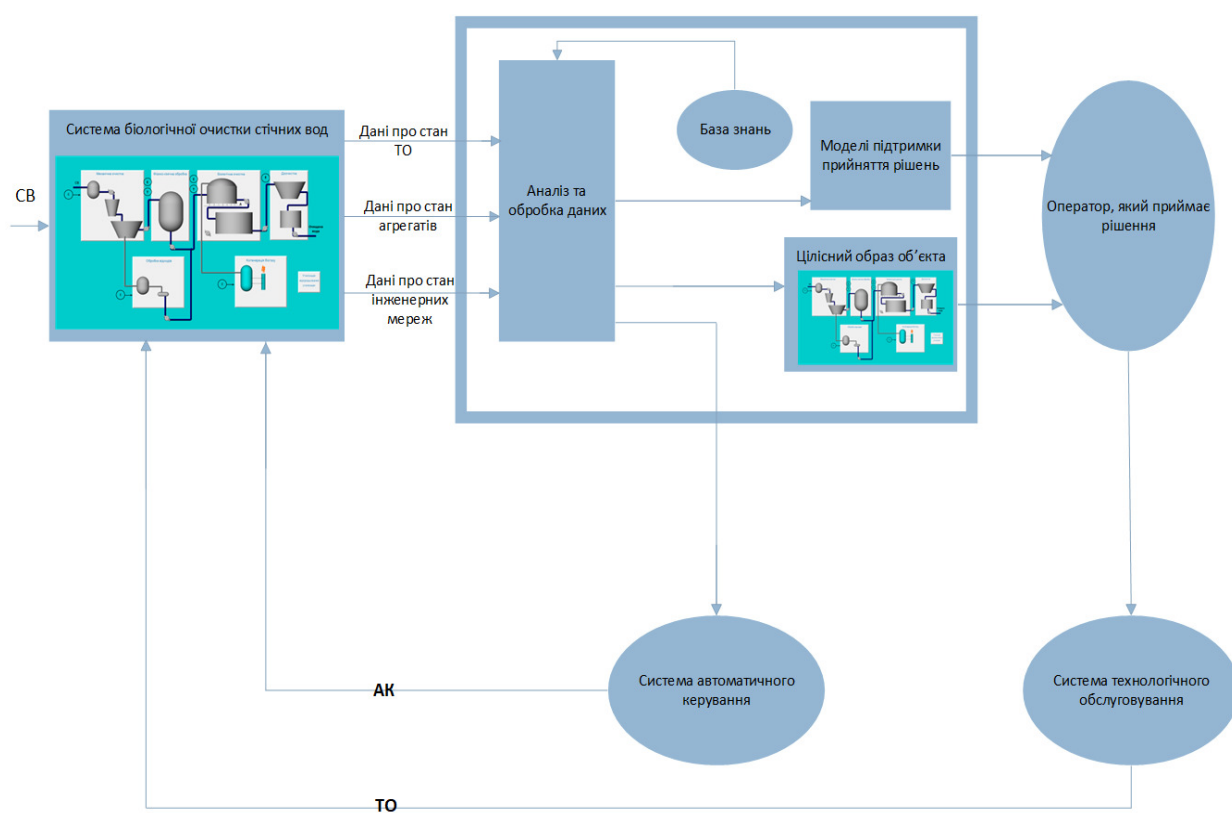 СВ
Система біологічної очистки стічних вод
Дані про стан
ТО
Дані про стан
агрегатів
Дані про стан
інженерних
мереж
Аналіз та
обробка даних
База знань
Моделі підтримки
прийняття рішень
Цілісний образ об’єкта
Оператор, який приймає
рішення
Система автоматичного
керування
Система технологічного
обслуговування
АК
ТО